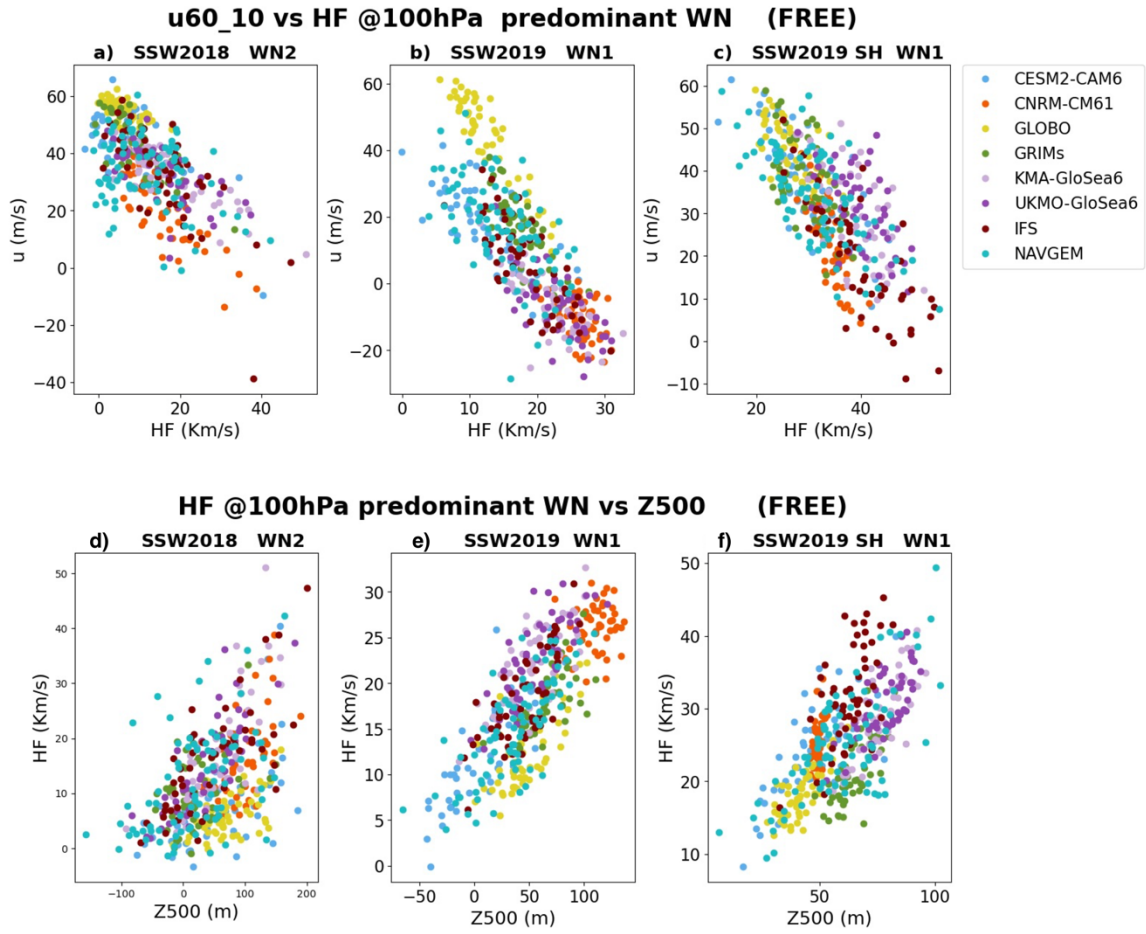 u60_10 vs HF @100hPa predominant WN (FREE)
a) SSW2018 WN2
b) SSW2019 WN1
c) SSW2019 SH WN1
60
40
20
0
−20
−40
u (m/s)
0
20
40
HF (Km/s)
60
40
20
0
−20
u (m/s)
0
10
20
30
HF (Km/s)
60
50
40
30
20
10
0
−10
u (m/s)
20
40
HF (Km/s)
CESM2-CAM6
CNRM-CM61
GLOBO
GRIMs
KMA-GloSea6
UKMO-GloSea6
IFS
NAVGEM
HF @100hPa predominant WN vs Z500 (FREE)
d) SSW2018 WN2
e) SSW2019 WN1
f) SSW2019 SH WN1
50
40
30
20
10
0
HF (Km/s)
−100
0
100
200
Z500 (m)
30
25
20
15
10
5
0
HF (Km/s)
−50
0
50
100
Z500 (m)
50
40
30
20
10
HF (Km/s)
50
100
Z500 (m)